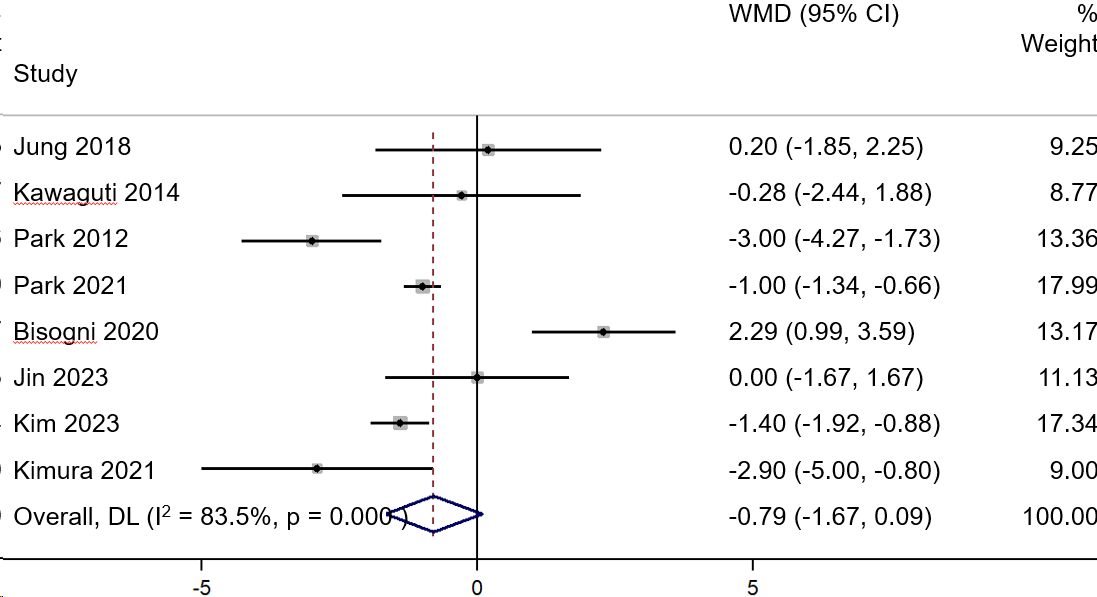 WMD (95% CI) %
Weight
Study
Jung 2018 0.20 (-1.85, 2.25) 9.25
Kawaguti 2014 -0.28 (-2.44, 1.88) 8.77
Park 2012 -3.00 (-4.27, -1.73) 13.36
Park 2021 -1.00 (-1.34, -0.66) 17.99
Bisogni 2020 2.29 (0.99, 3.59) 13.17
Jin 2023 0.00 (-1.67, 1.67) 11.13
Kim 2023 -1.40 (-1.92, -0.88) 17.34
Kimura 2021 -2.90 (-5.00, -0.80) 9.00
Overall, DL (I² = 83.5%, p = 0.000 ) -0.79 (-1.67, 0.09) 100.00
-5 0 5